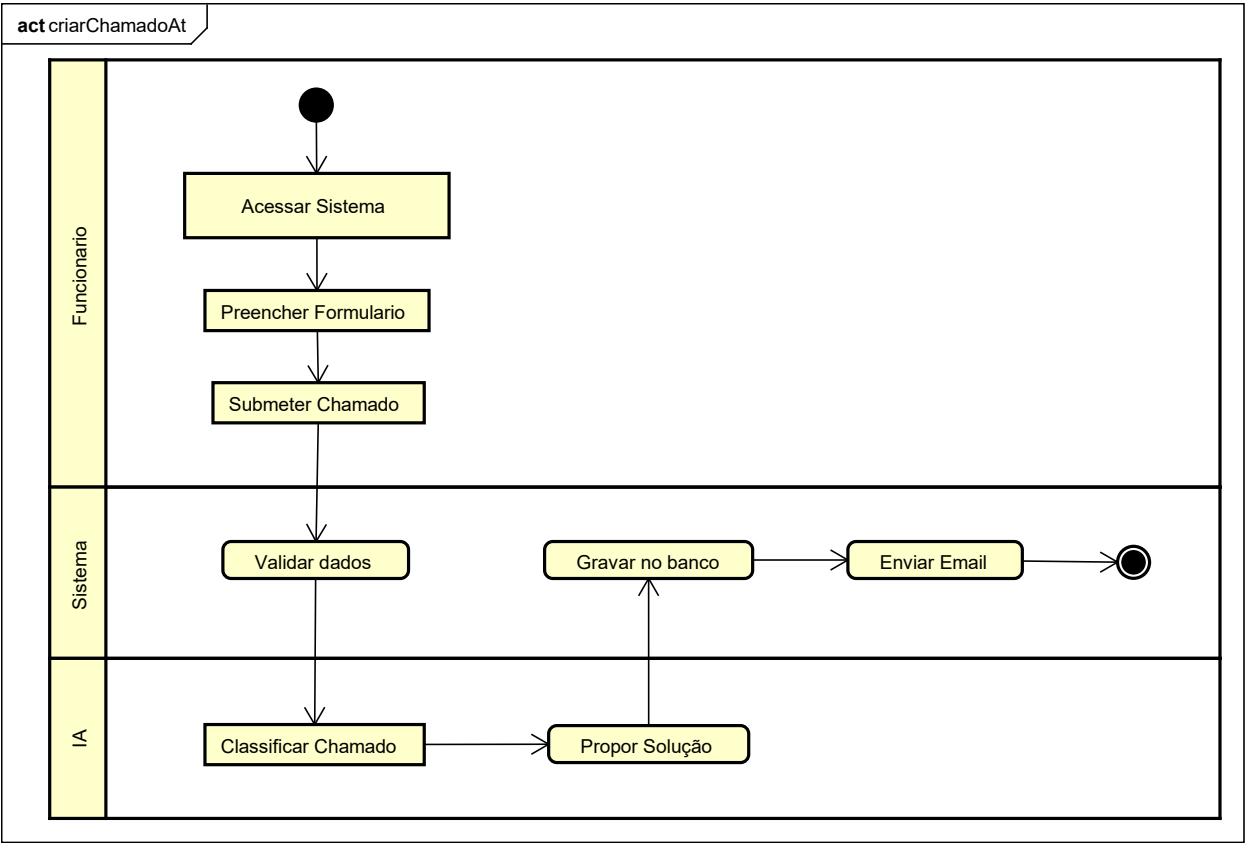 act criarChamadoAt
Funcionario
Acessar Sistema
Preencher Formulario
Submeter Chamado
Sistema
Validar dados
Gravar no banco
Enviar Email
IA
Classificar Chamado
Propor Solução